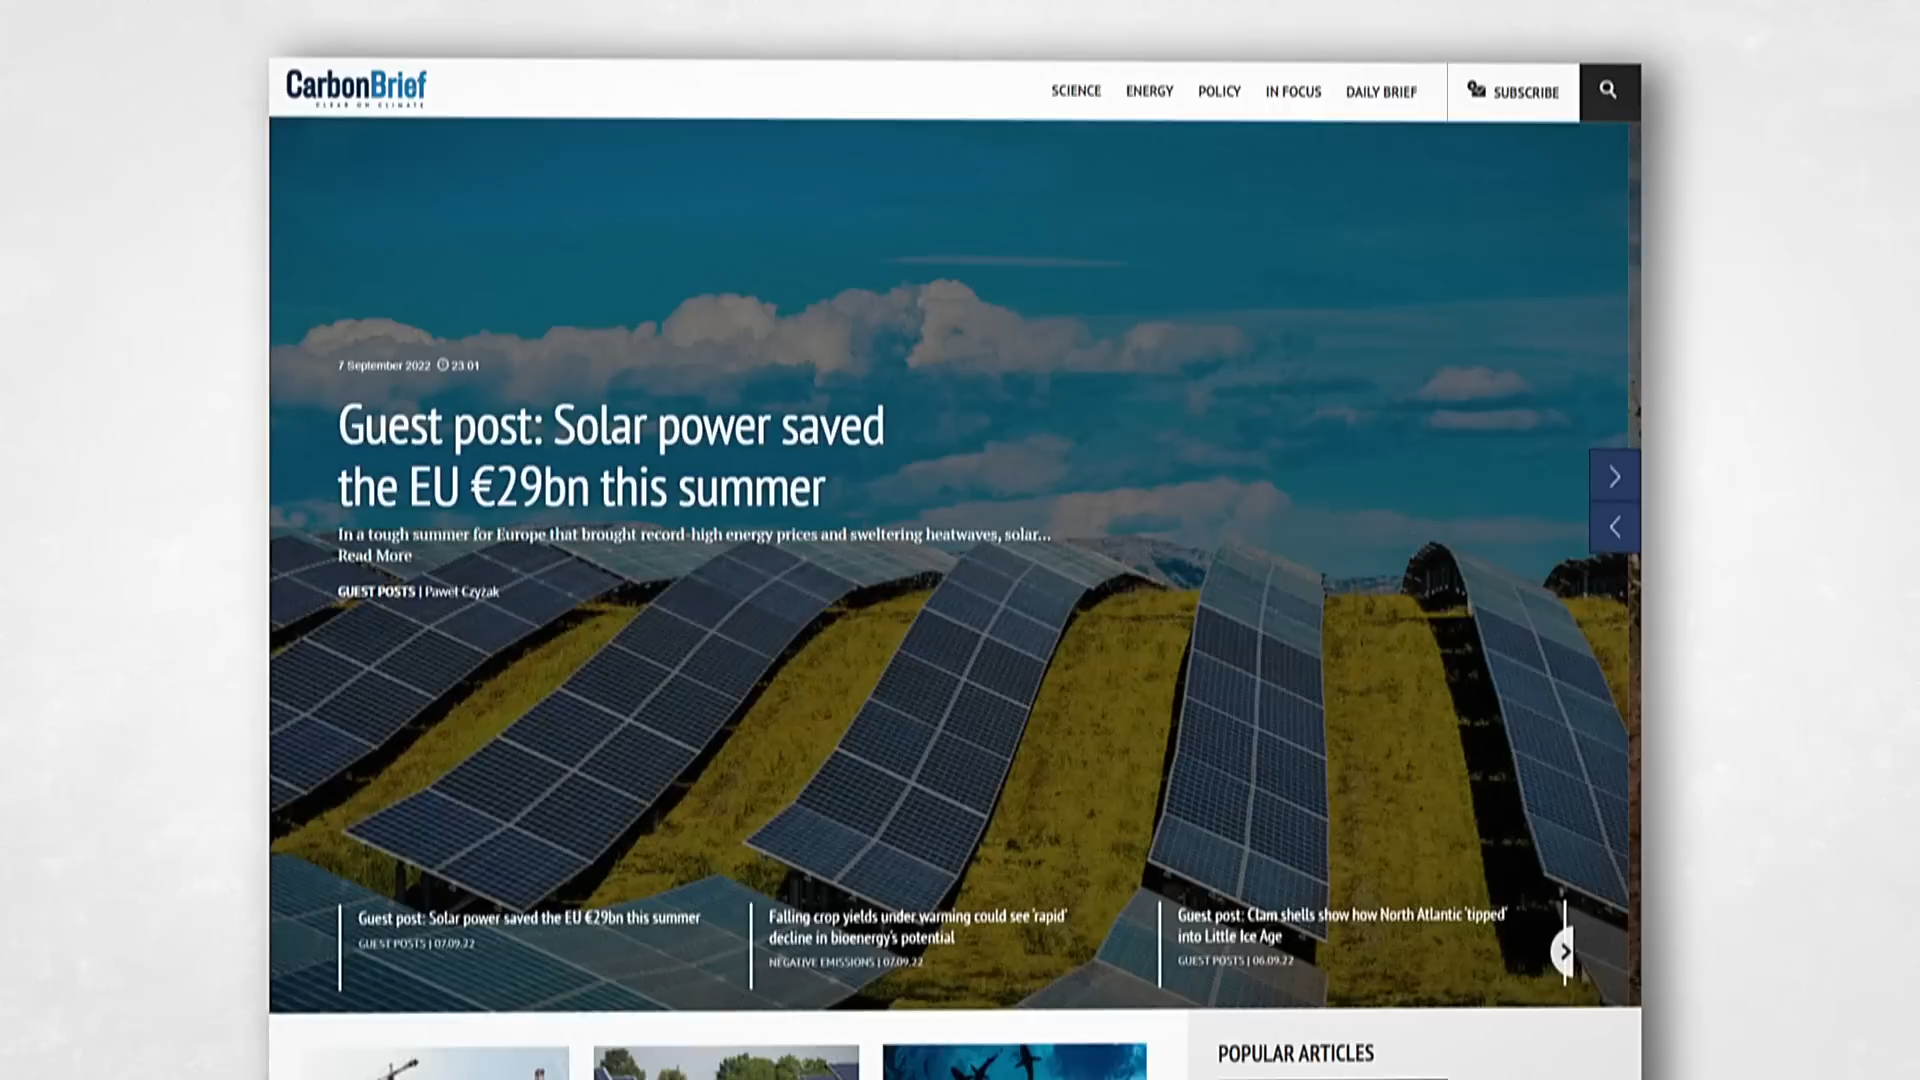 CarbonBrief
CLEAR ON CLIMATE
SCIENCE ENERGY POLICY IN FOCUS DAILY BRIEF SUBSCRIBE
7 September 2022 23:01
Guest post: Solar power saved
the EU €29bn this summer
In a tough summer for Europe that brought record-high energy prices and sweltering heatwaves, solar...
Read More
GUEST POSTS | Paweł Czyżak
Guest post: Solar power saved the EU €29bn this summer
GUEST POSTS | 07.09.22
Falling crop yields under warming could see 'rapid'
decline in bioenergy's potential
NEGATIVE EMISSIONS | 07.09.22
Guest post: Clam shells show how North Atlantic 'tipped'
into Little Ice Age
GUEST POSTS | 06.09.22
POPULAR ARTICLES